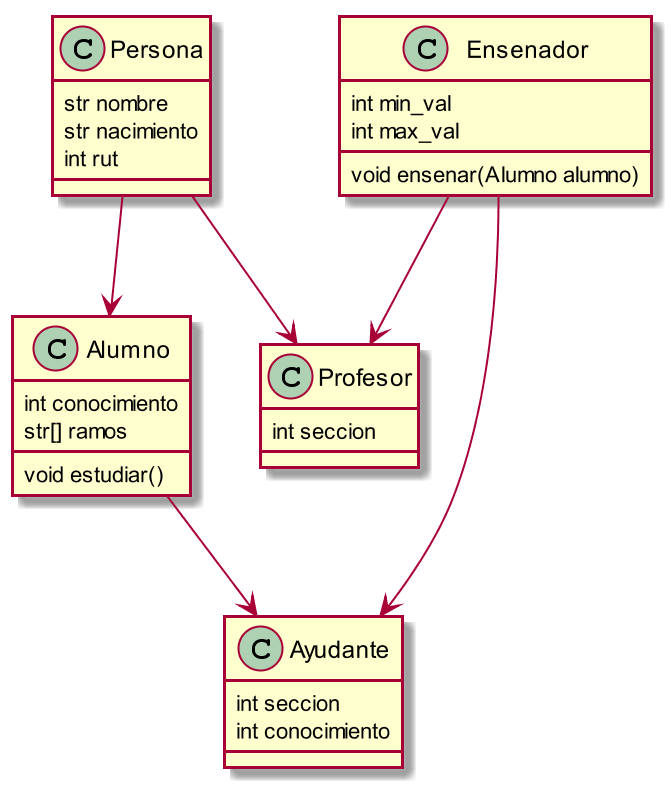 C Persona
str nombre
str nacimiento
int rut
C Ensenador
int min_val
int max_val
void ensenar(Alumno alumno)
C Alumno
int conocimiento
str[] ramos
void estudiar()
C Profesor
int seccion
C Ayudante
int seccion
int conocimiento